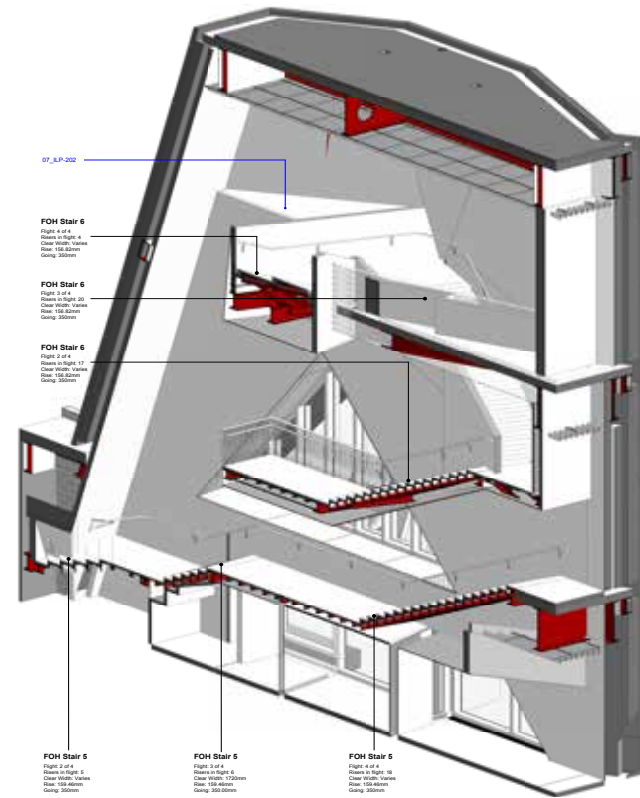 07_ILP-202
FOH Stair 6
Flight: 4 of 4
Risers in flight: 4
Clear Width: Varies
Rise: 156.82mm
Going: 350mm
FOH Stair 6
Flight: 3 of 4
Risers in flight: 20
Clear Width: Varies
Rise: 156.82mm
Going: 350mm
FOH Stair 6
Flight: 2 of 4
Risers in flight: 17
Clear Width: Varies
Rise: 156.82mm
Going: 350mm
FOH Stair 5
Flight: 2 of 4
Risers in flight: 5
Clear Width: Varies
Rise: 159.46mm
Going: 350mm
FOH Stair 5
Flight: 3 of 4
Risers in flight: 6
Clear Width: 1720mm
Rise: 159.46mm
Going: 350.00mm
FOH Stair 5
Flight: 4 of 4
Risers in flight: 18
Clear Width: Varies
Rise: 159.46mm
Going: 350mm